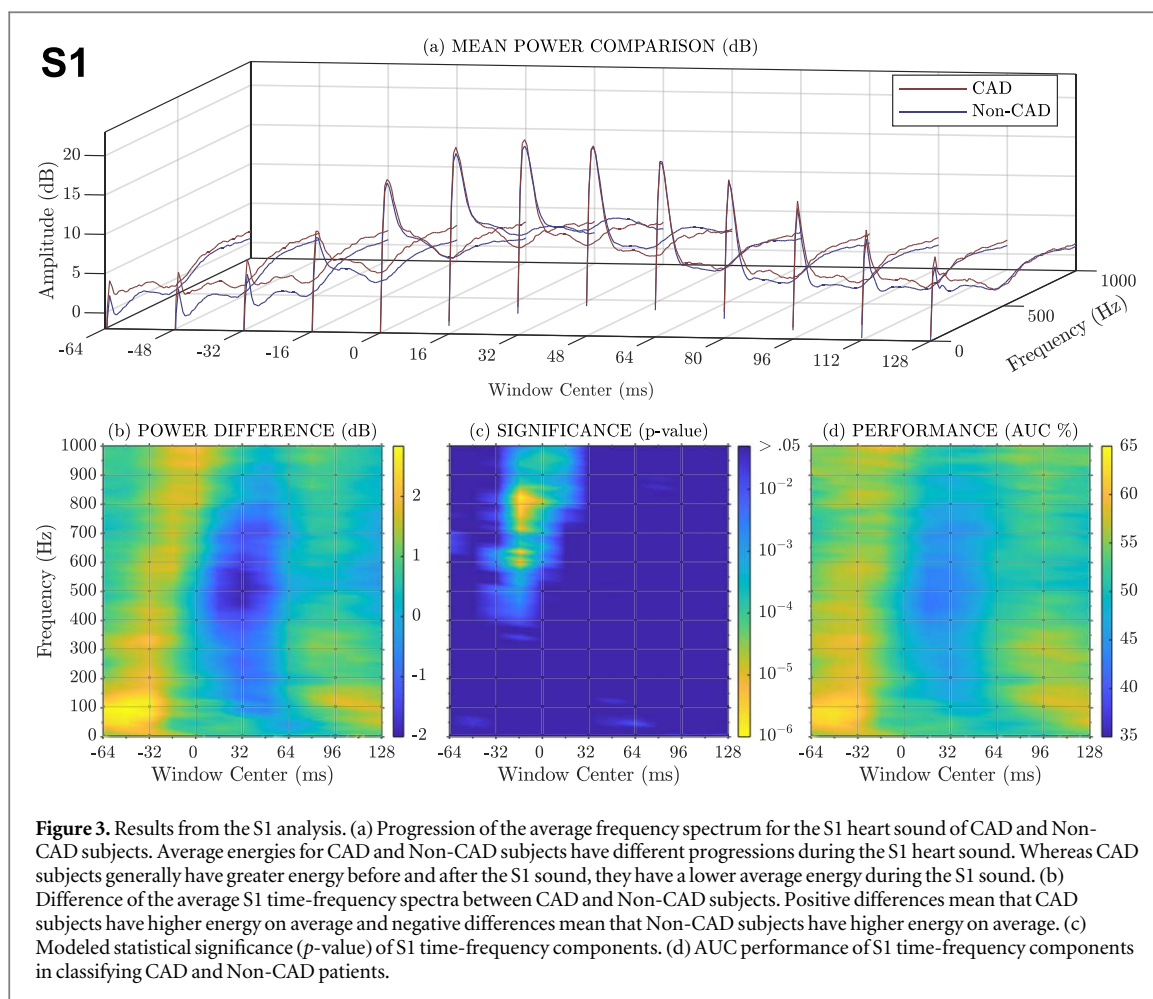 S1
(a) MEAN POWER COMPARISON (dB)
CAD
Non-CAD
Amplitude (dB)
20
15
10
5
0
-64
-48
-32
-16
0
16
32
48
64
80
96
112
128
Window Center (ms)
0
500
1000
Frequency (Hz)
(b) POWER DIFFERENCE (dB)
Frequency (Hz)
1000
900
800
700
600
500
400
300
200
100
0
-64 -32 0 32 64 96 128
Window Center (ms)
2
1
0
-1
-2
(c) SIGNIFICANCE (p-value)
-64 -32 0 32 64 96 128
Window Center (ms)
> .05
10⁻²
10⁻³
10⁻⁴
10⁻⁵
10⁻⁶
(d) PERFORMANCE (AUC %)
-64 -32 0 32 64 96 128
Window Center (ms)
65
60
55
50
45
40
35
Figure 3. Results from the S1 analysis. (a) Progression of the average frequency spectrum for the S1 heart sound of CAD and Non-
CAD subjects. Average energies for CAD and Non-CAD subjects have different progressions during the S1 heart sound. Whereas CAD
subjects generally have greater energy before and after the S1 sound, they have a lower average energy during the S1 sound. (b)
Difference of the average S1 time-frequency spectra between CAD and Non-CAD subjects. Positive differences mean that CAD
subjects have higher energy on average and negative differences mean that Non-CAD subjects have higher energy on average. (c)
Modeled statistical significance (p-value) of S1 time-frequency components. (d) AUC performance of S1 time-frequency components
in classifying CAD and Non-CAD patients.